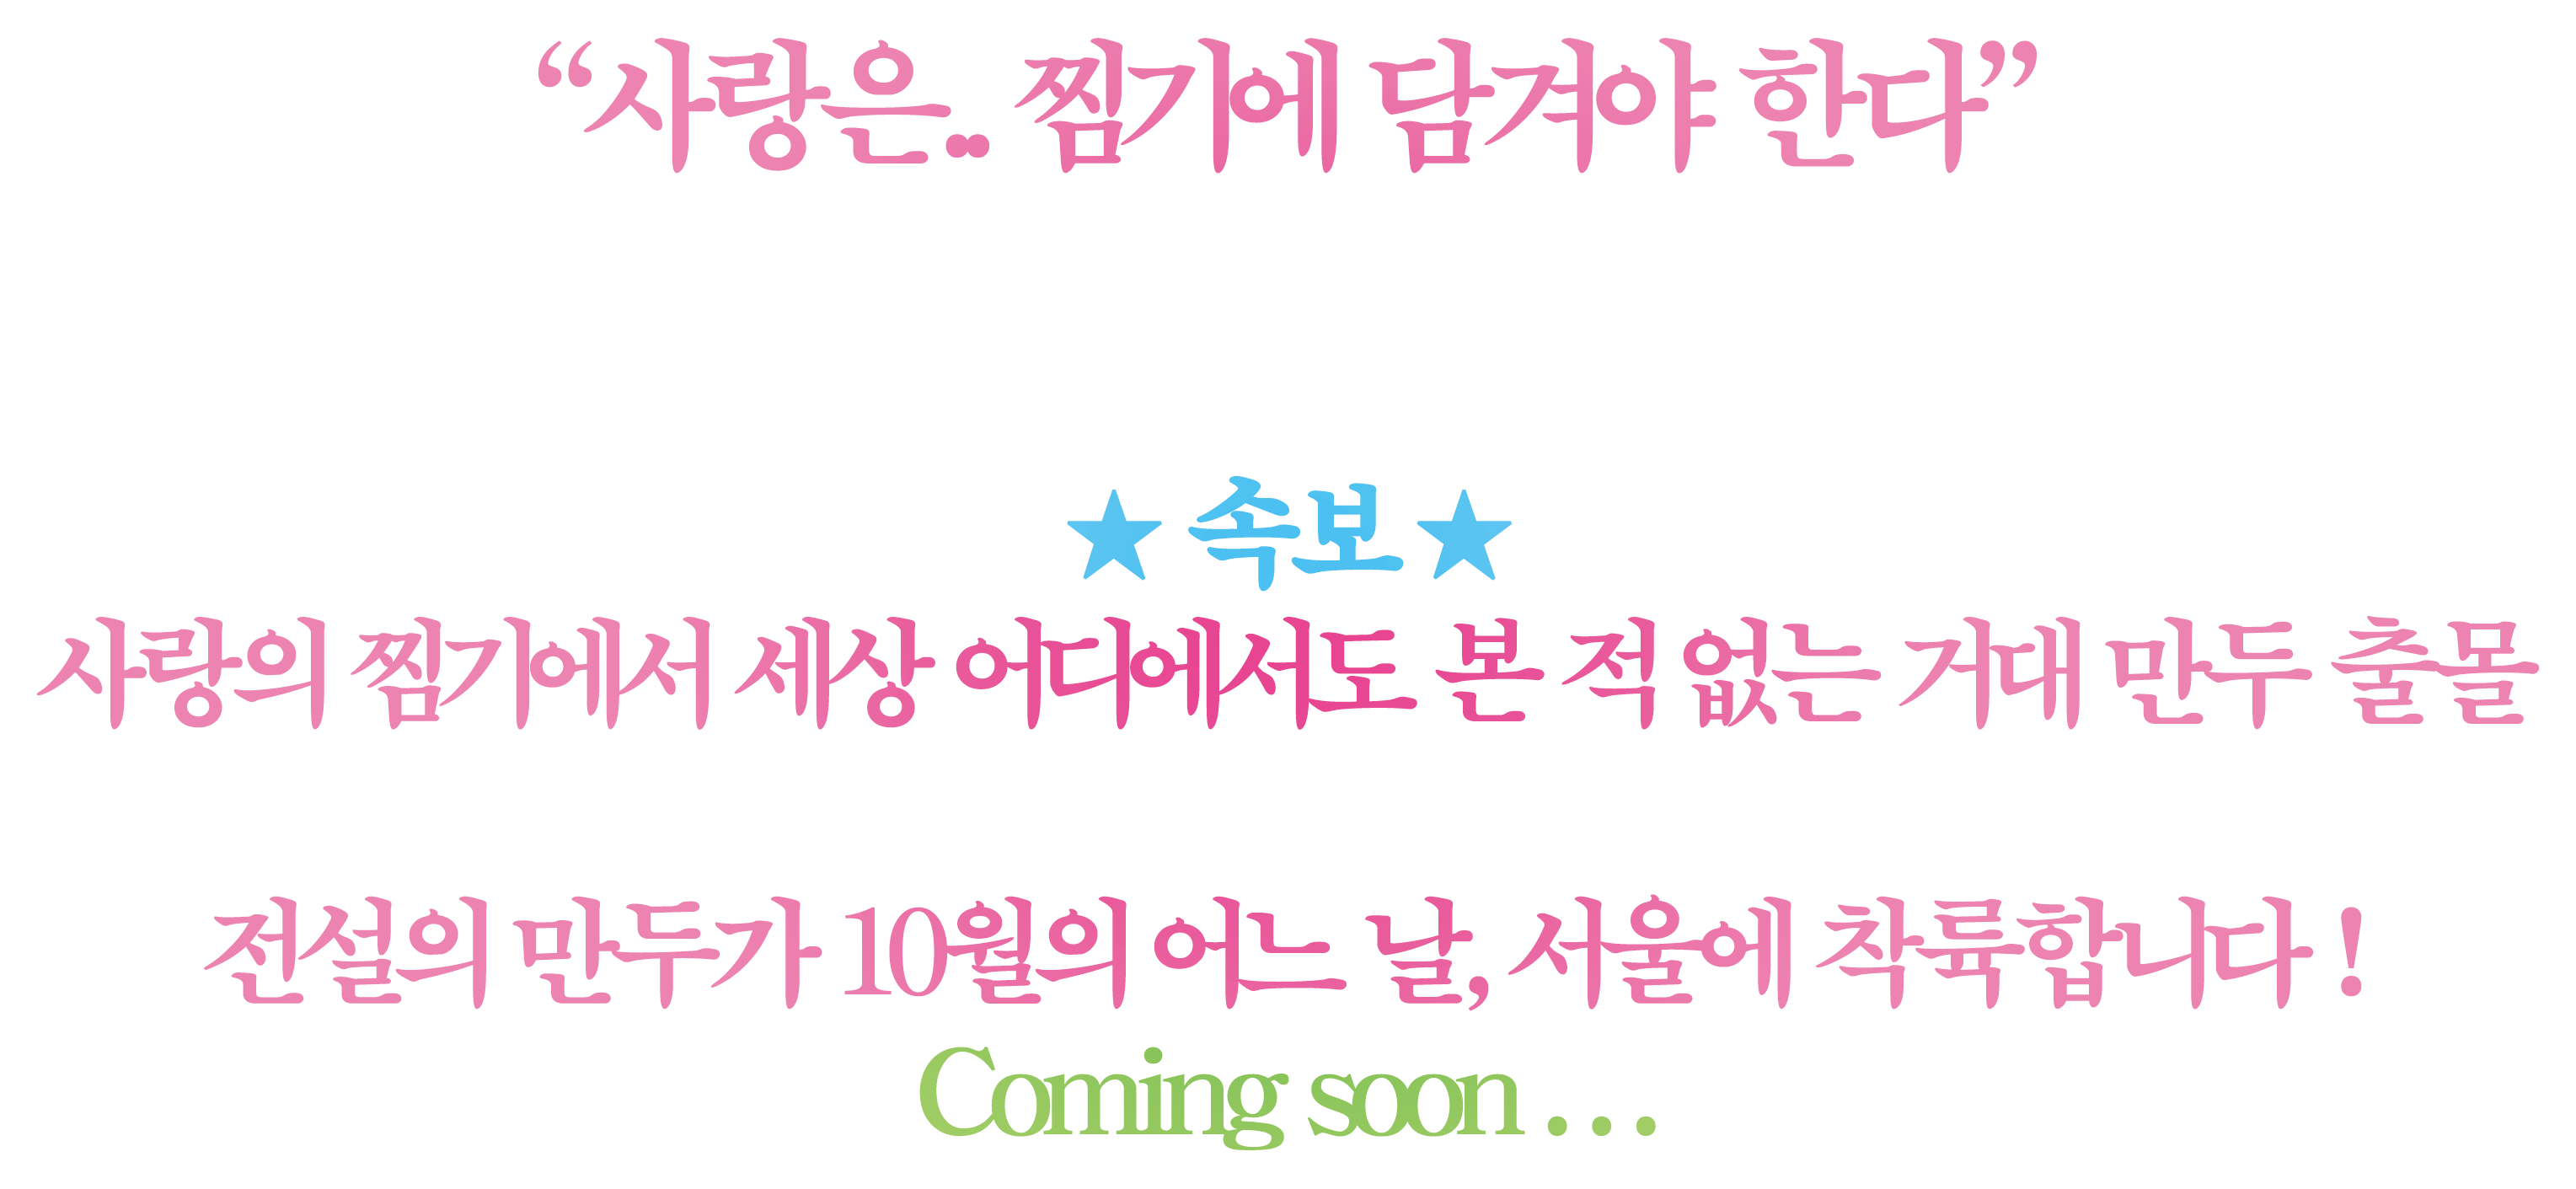 “사랑은.. 찜기에 담겨야 한다”
★ 속보 ★
사랑의 찜기에서 세상 어디에서도 본 적 없는 거대 만두 출몰
전설의 만두가 10월의 어느 날, 서울에 착륙합니다 !
Coming soon . . .